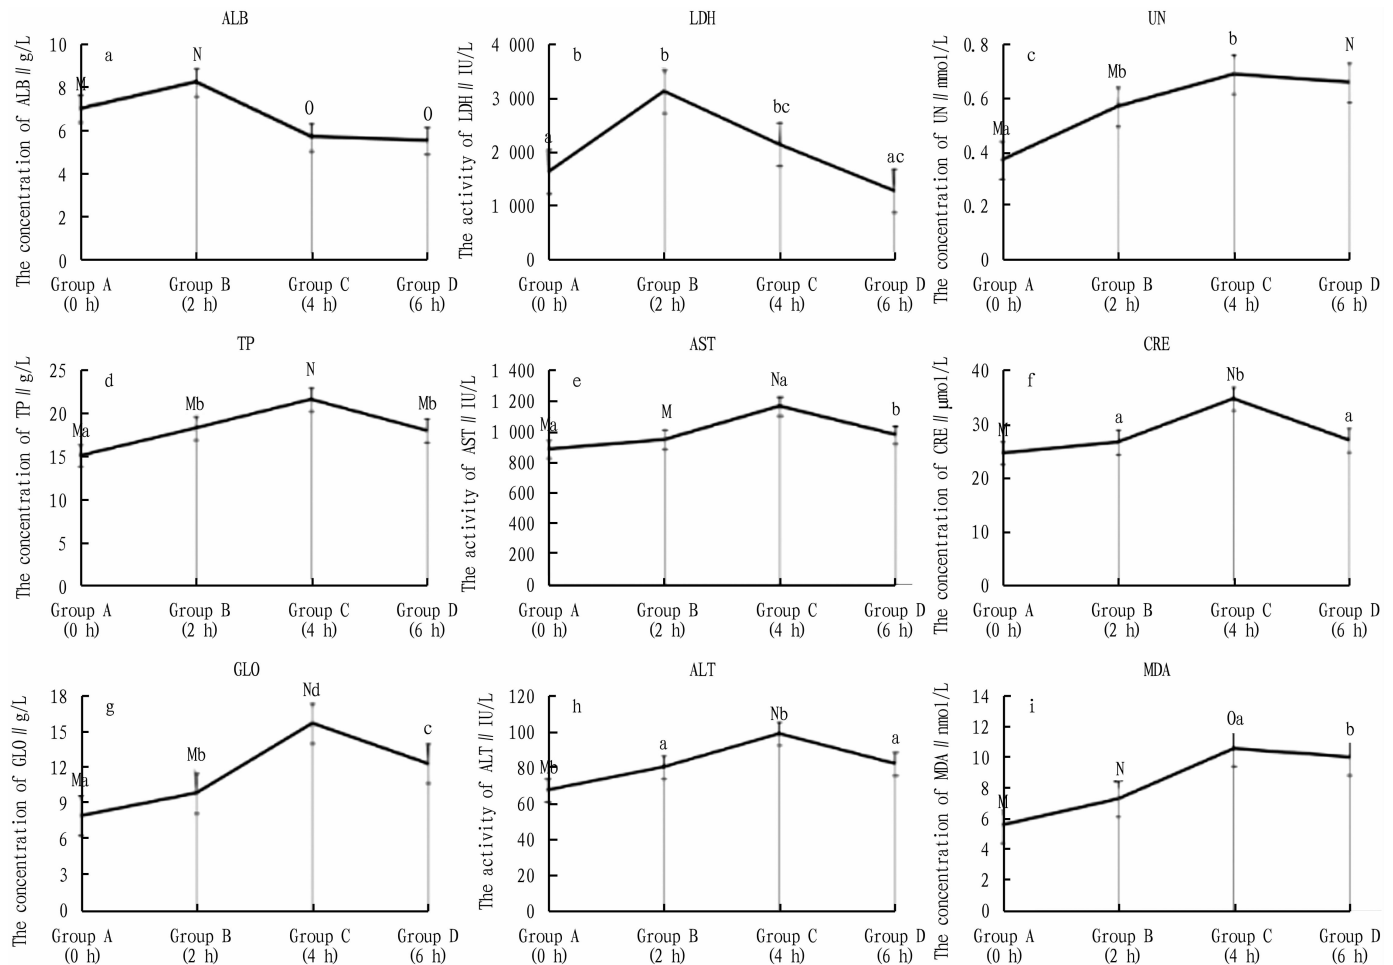 ALB
The concentration of ALB∥g/L
a
10
8
6
4
2
0
M
N
O
O
Group A
(0 h)
Group B
(2 h)
Group C
(4 h)
Group D
(6 h)
LDH
The activity of LDH∥IU/L
b
4 000
3 000
2 000
1 000
0
a
b
bc
ac
Group A
(0 h)
Group B
(2 h)
Group C
(4 h)
Group D
(6 h)
UN
The concentration of UN∥mmol/L
c
0.8
0.6
0.4
0.2
0
Ma
Mb
b
N
Group A
(0 h)
Group B
(2 h)
Group C
(4 h)
Group D
(6 h)
TP
The concentration of TP∥g/L
d
25
20
15
10
5
0
Ma
Mb
N
Mb
Group A
(0 h)
Group B
(2 h)
Group C
(4 h)
Group D
(6 h)
AST
The activity of AST∥IU/L
e
1 400
1 200
1 000
800
600
400
200
0
Ma
M
Na
b
Group A
(0 h)
Group B
(2 h)
Group C
(4 h)
Group D
(6 h)
CRE
The concentration of CRE∥μmol/L
f
40
30
20
10
0
M
a
Nb
a
Group A
(0 h)
Group B
(2 h)
Group C
(4 h)
Group D
(6 h)
GLO
The concentration of GLO∥g/L
g
18
15
12
9
6
3
0
Ma
Mb
Nd
c
Group A
(0 h)
Group B
(2 h)
Group C
(4 h)
Group D
(6 h)
ALT
The activity of ALT∥IU/L
h
120
100
80
60
40
20
0
Mb
a
Nb
a
Group A
(0 h)
Group B
(2 h)
Group C
(4 h)
Group D
(6 h)
MDA
The concentration of MDA∥nmol/L
i
14
12
10
8
6
4
2
0
M
N
Oa
b
Group A
(0 h)
Group B
(2 h)
Group C
(4 h)
Group D
(6 h)